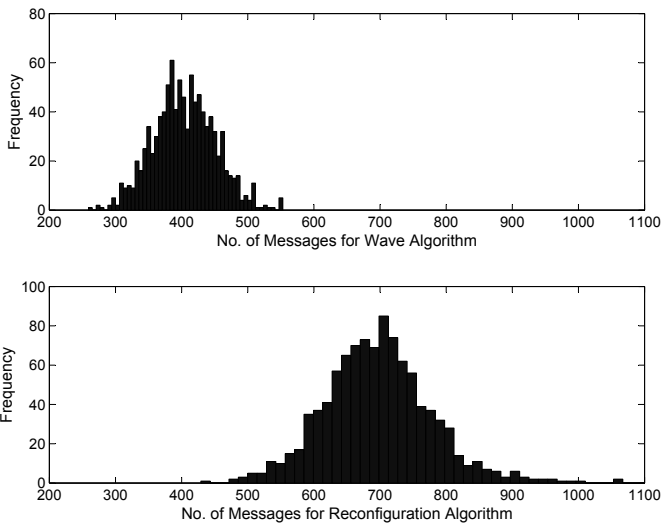 80
60
40
20
0
Frequency
200 300 400 500 600 700 800 900 1000 1100
No. of Messages for Wave Algorithm
100
80
60
40
20
0
Frequency
200 300 400 500 600 700 800 900 1000 1100
No. of Messages for Reconfiguration Algorithm